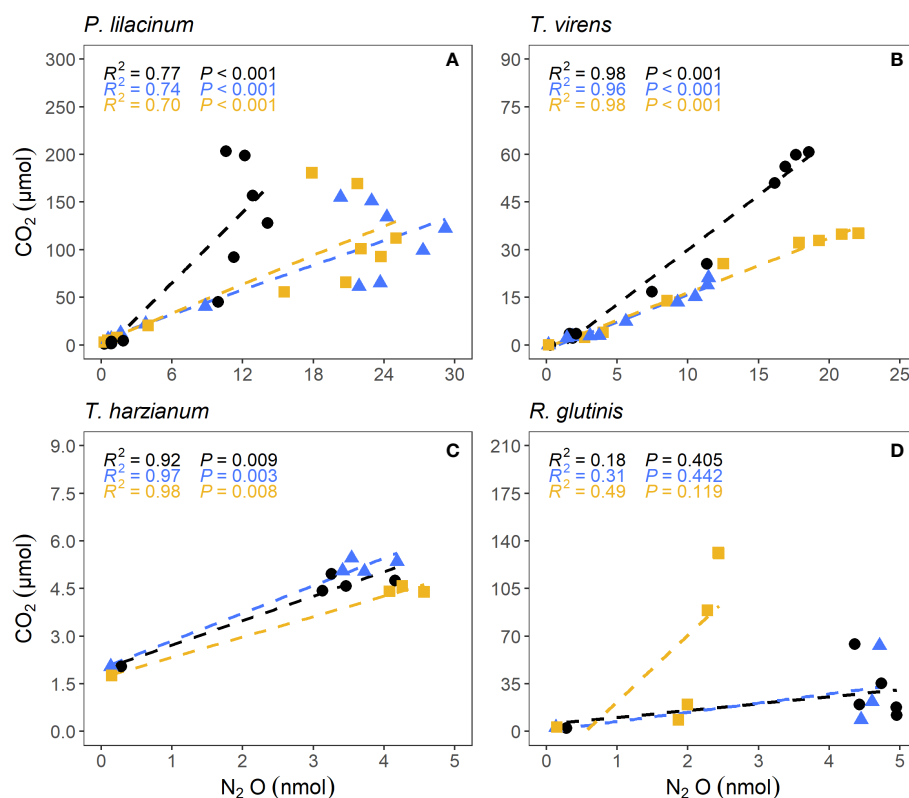 P. lilacinum
T. virens
A
R² = 0.77 P < 0.001
R² = 0.74 P < 0.001
R² = 0.70 P < 0.001
300
250
200
150
100
50
0
CO₂ (µmol)
0 6 12 18 24 30
B
R² = 0.98 P < 0.001
R² = 0.96 P < 0.001
R² = 0.98 P < 0.001
90
75
60
45
30
15
0
0 5 10 15 20 25
T. harzianum
R. glutinis
C
R² = 0.92 P = 0.009
R² = 0.97 P = 0.003
R² = 0.98 P = 0.008
9.0
7.5
6.0
4.5
3.0
1.5
0.0
CO₂ (µmol)
0 1 2 3 4 5
N₂ O (nmol)
D
R² = 0.18 P = 0.405
R² = 0.31 P = 0.442
R² = 0.49 P = 0.119
210
175
140
105
70
35
0
0 1 2 3 4 5
N₂ O (nmol)